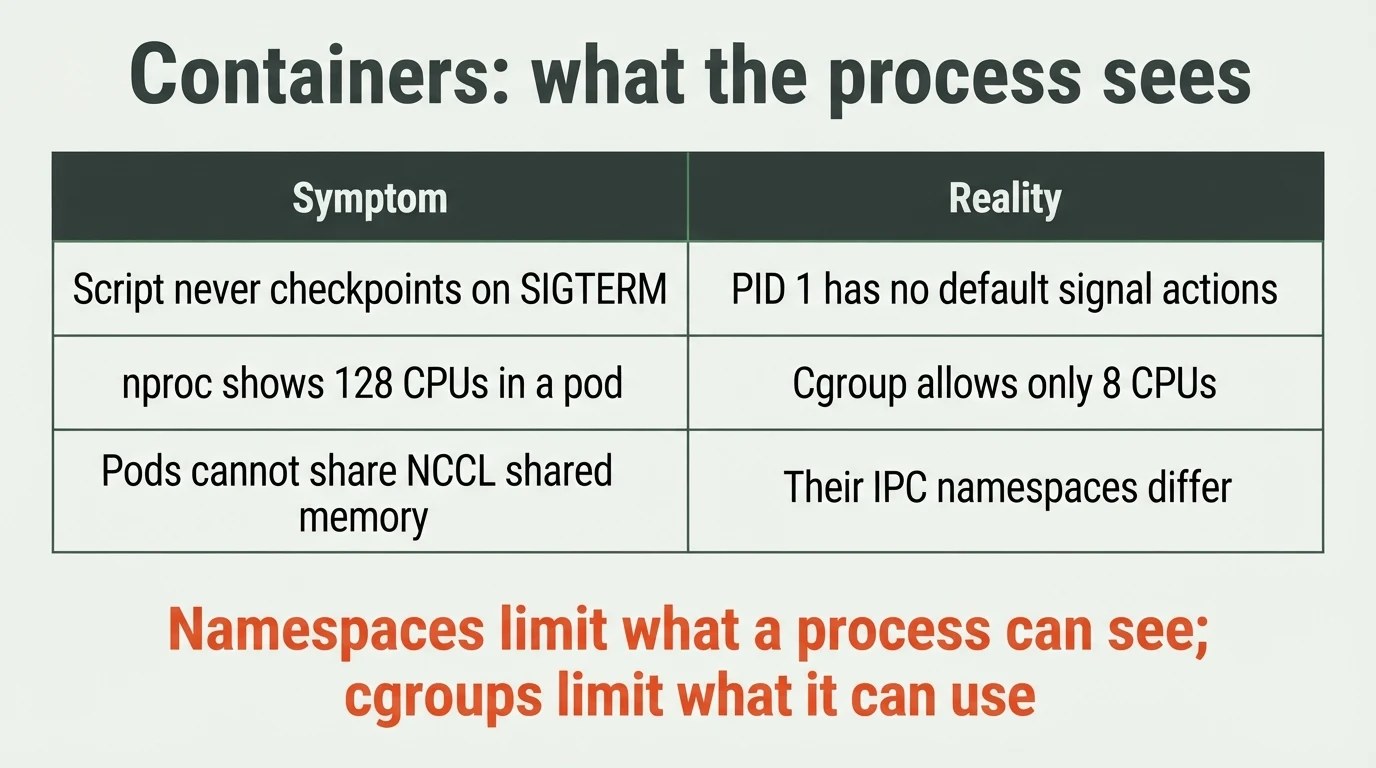 Containers: what the process sees
Symptom
Reality
Script never checkpoints on SIGTERM
PID 1 has no default signal actions
nproc shows 128 CPUs in a pod
Cgroup allows only 8 CPUs
Pods cannot share NCCL shared
memory
Their IPC namespaces differ
Namespaces limit what a process can see;
cgroups limit what it can use